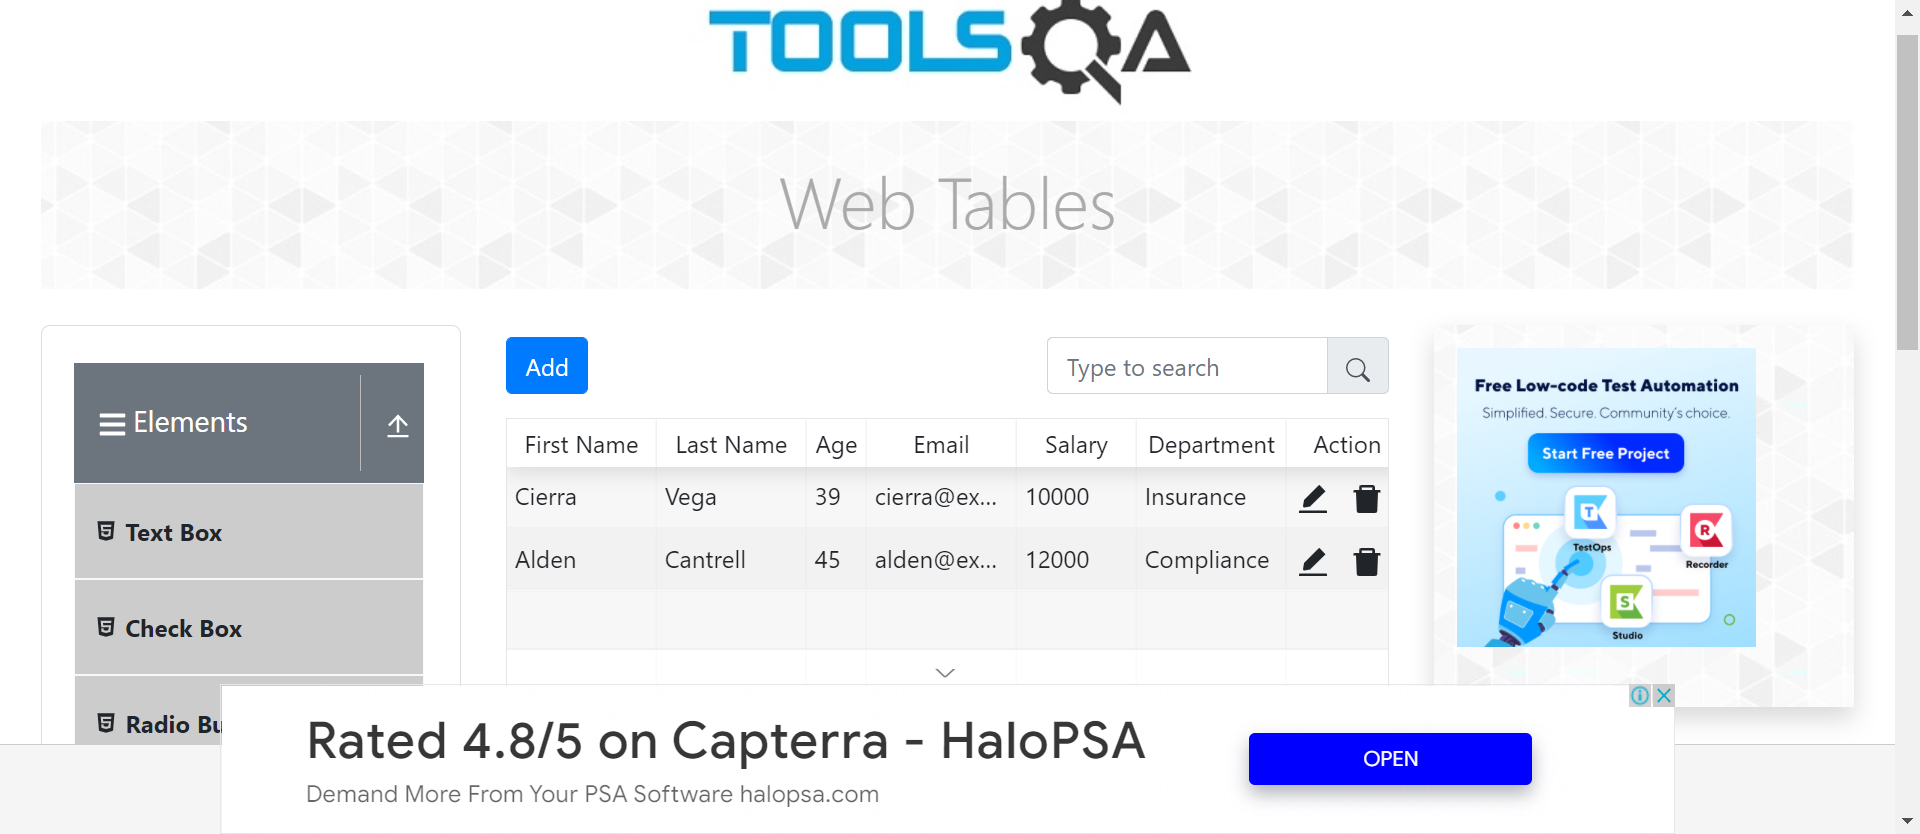 TOOLSQA
Web Tables
Elements
Text Box
Check Box
Radio Bu
Add
Type to search
First Name Last Name Age Email Salary Department Action
Cierra Vega 39 cierra@ex... 10000 Insurance
Alden Cantrell 45 alden@ex... 12000 Compliance
Free Low-code Test Automation
Simplified. Secure. Community's choice.
Start Free Project
TestOps
Recorder
Studio
Rated 4.8/5 on Capterra - HaloPSA
Demand More From Your PSA Software halopsa.com
OPEN